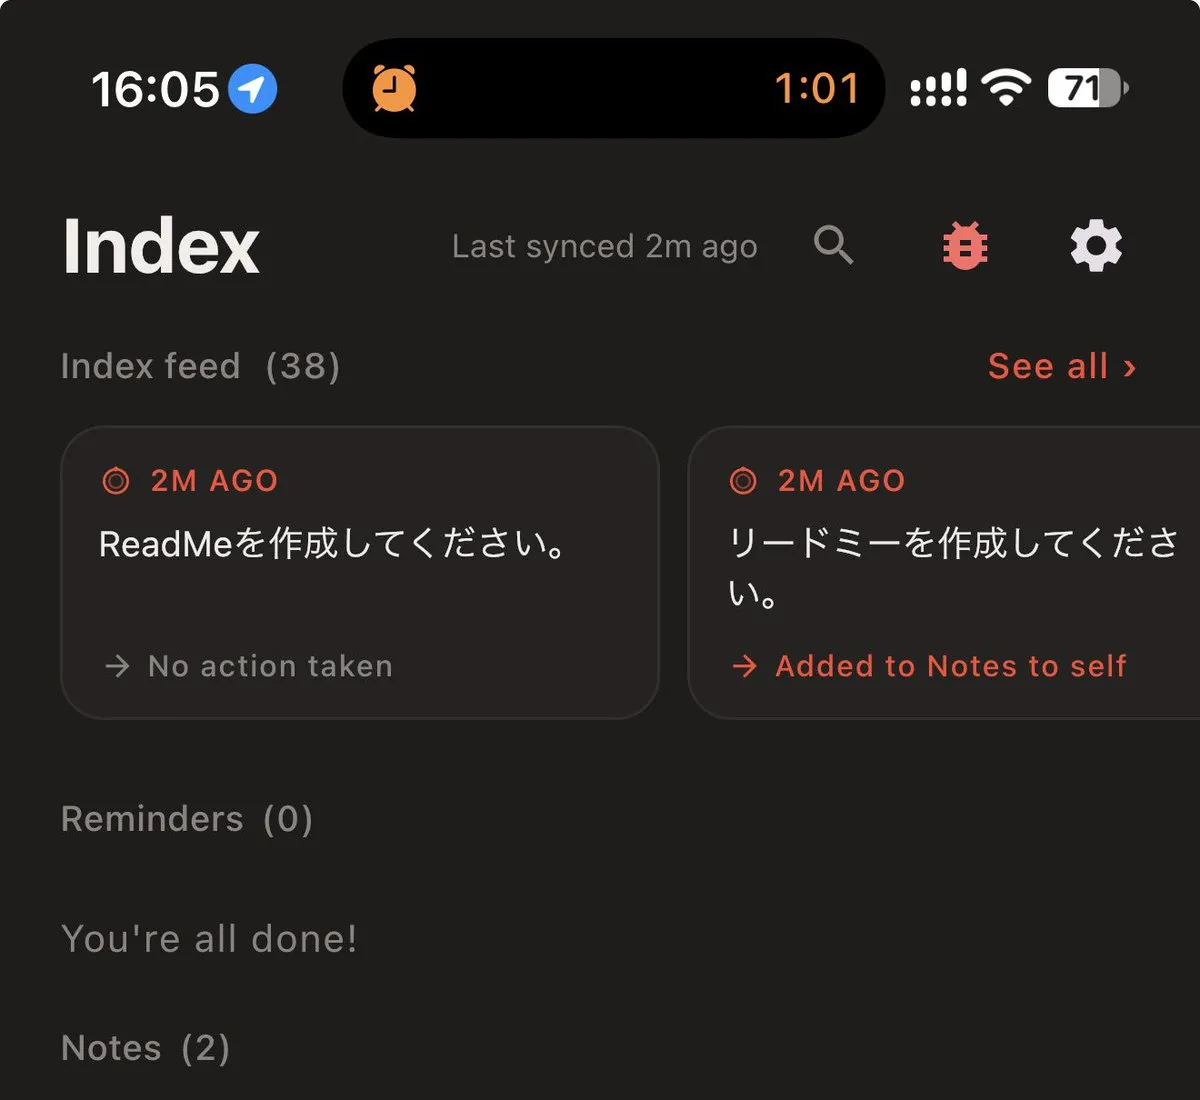 16:05
1:01
71
Index
Last synced 2m ago
Index feed (38)
See all ›
2M AGO
ReadMeを作成してください。
→ No action taken
2M AGO
リードミーを作成してくださ
い。
→ Added to Notes to self
Reminders (0)
You're all done!
Notes (2)